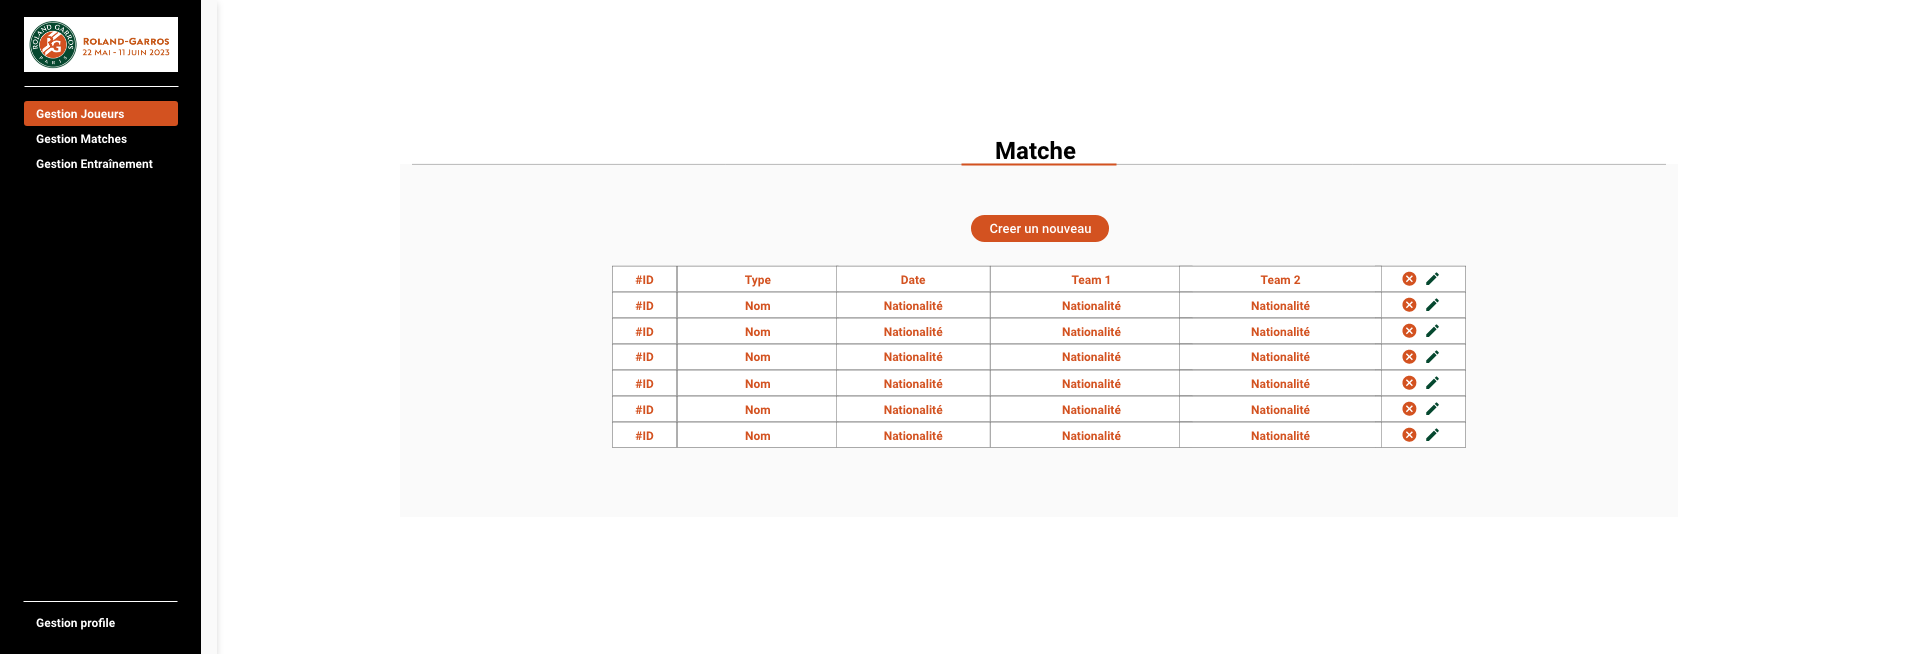 ROLAND GARROS
PARIS
ROLAND-GARROS
22 MAI - 11 JUIN 2023
Gestion Joueurs
Gestion Matches
Gestion Entraînement
Gestion profile
Matche
Creer un nouveau
#ID Type Date Team 1 Team 2
#ID Nom Nationalité Nationalité Nationalité
#ID Nom Nationalité Nationalité Nationalité
#ID Nom Nationalité Nationalité Nationalité
#ID Nom Nationalité Nationalité Nationalité
#ID Nom Nationalité Nationalité Nationalité
#ID Nom Nationalité Nationalité Nationalité